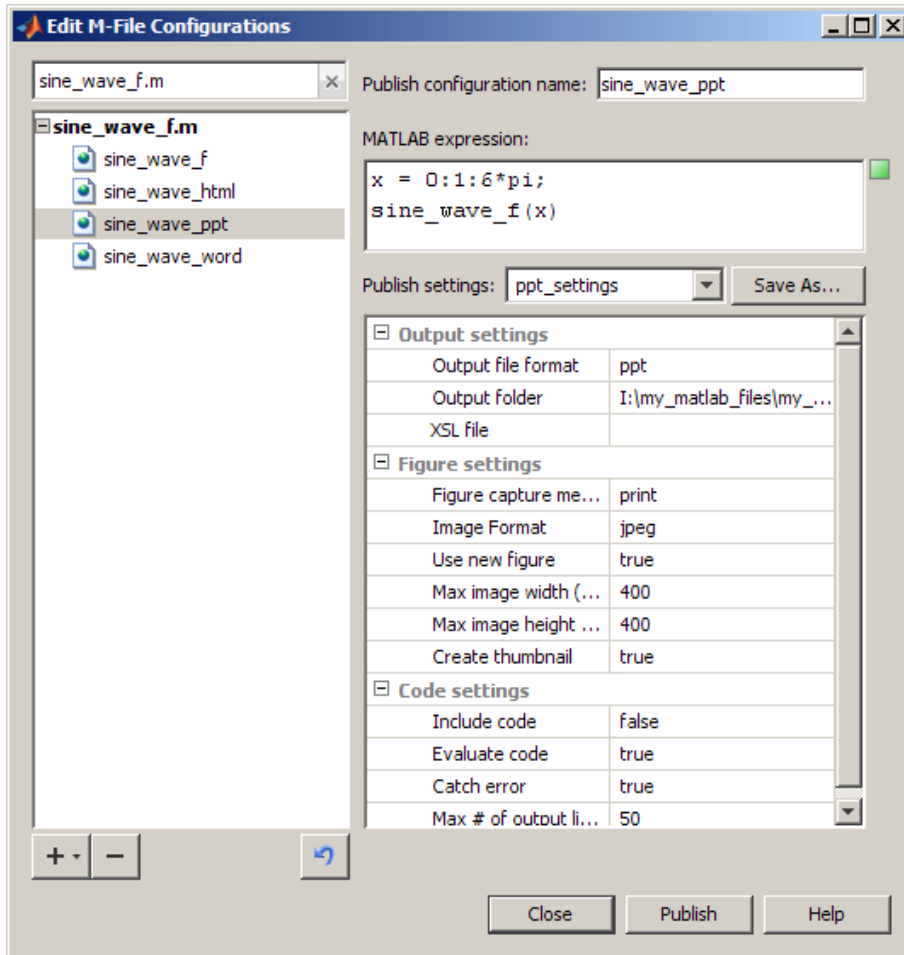 Edit M-File Configurations
sine_wave_f.m
Publish configuration name: sine_wave_ppt
sine_wave_f.m
sine_wave_f
sine_wave_html
sine_wave_ppt
sine_wave_word
MATLAB expression:
x = 0:1:6*pi;
sine_wave_f(x)
Publish settings: ppt_settings Save As...
Output settings
Output file format ppt
Output folder I:\my_matlab_files\my_...
XSL file
Figure settings
Figure capture me... print
Image Format jpeg
Use new figure true
Max image width (... 400
Max image height ... 400
Create thumbnail true
Code settings
Include code false
Evaluate code true
Catch error true
Max # of output li... 50
Close Publish Help